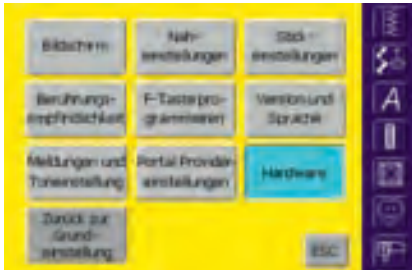 Bildschirm
Näh-
einstellungen
Stick-
einstellungen
Berührungs-
empfindlichkeit
F-Taste pro-
grammieren
Version und
Sprache
Meldungen und
Toneinstellung
Portal Provider-
einstellungen
Hardware
Zurück zur
Grund-
einstellung
ESC
A